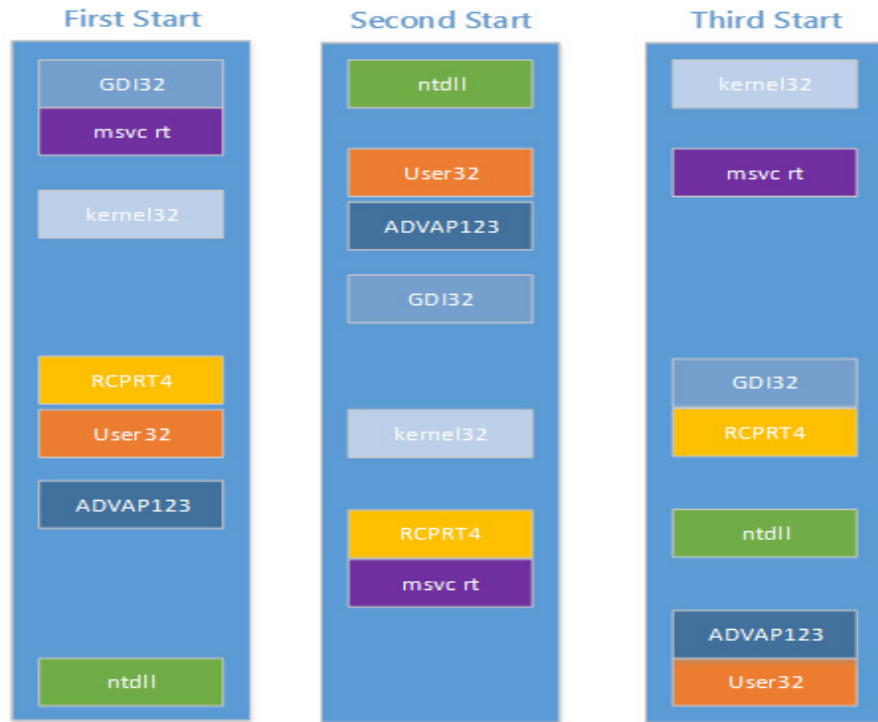 First Start
GDI32
msvc rt
kernel32
RCPRT4
User32
ADVAP123
ntdll
Second Start
ntdll
User32
ADVAP123
GDI32
kernel32
RCPRT4
msvc rt
Third Start
kernel32
msvc rt
GDI32
RCPRT4
ntdll
ADVAP123
User32